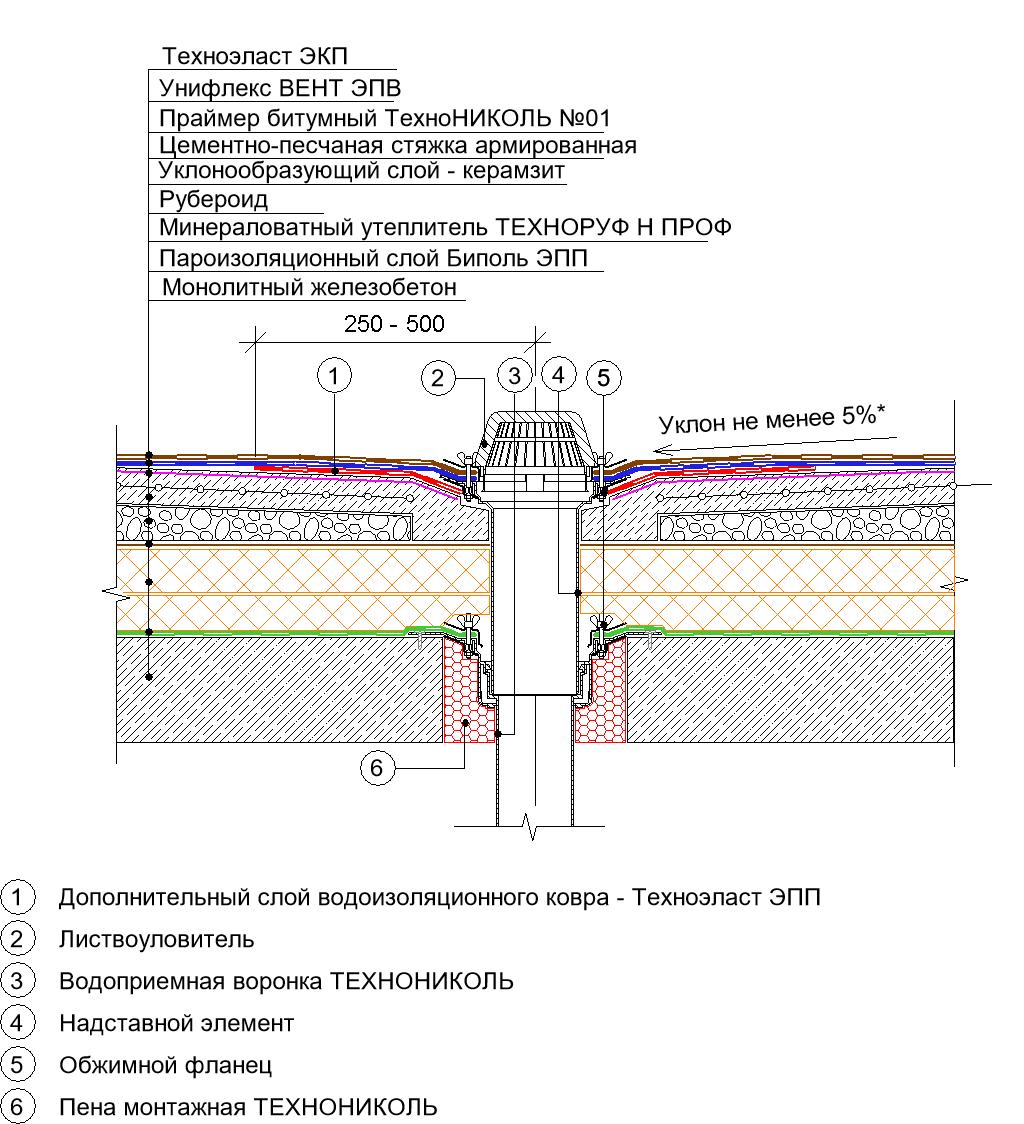 Техноэласт ЭКП
Унифлекс ВЕНТ ЭПВ
Праймер битумный ТехноНИКОЛЬ №01
Цементно-песчаная стяжка армированная
Уклонообразующий слой - керамзит
Рубероид
Минераловатный утеплитель ТЕХНОРУФ Н ПРОФ
Пароизоляционный слой Биполь ЭПП
Монолитный железобетон
250 - 500
1
2
3
4
5
Уклон не менее 5%*
6
1 Дополнительный слой водоизоляционного ковра - Техноэласт ЭПП
2 Листвоуловитель
3 Водоприемная воронка ТЕХНОНИКОЛЬ
4 Надставной элемент
5 Обжимной фланец
6 Пена монтажная ТЕХНОНИКОЛЬ